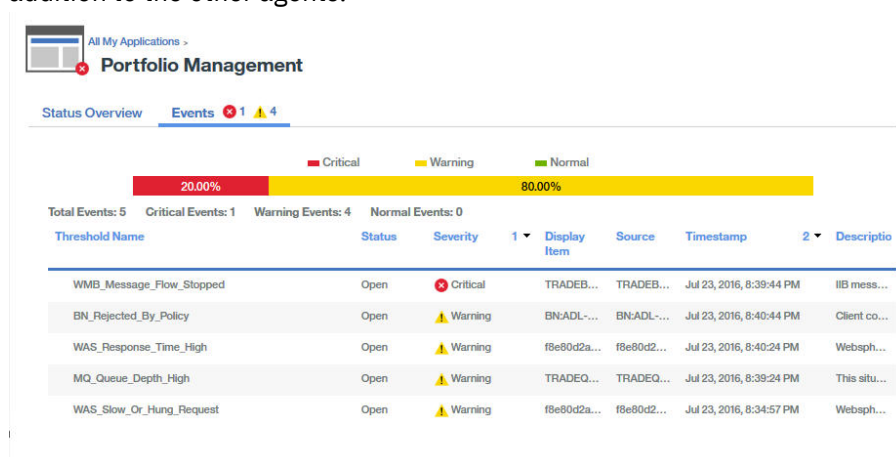 addition to the other agents.
All My Applications >
Portfolio Management
Status Overview Events 1 4
Critical Warning Normal
20.00% 80.00%
Total Events: 5 Critical Events: 1 Warning Events: 4 Normal Events: 0
Threshold Name Status Severity 1 Display Item Source Timestamp 2 Descriptio
WMB_Message_Flow_Stopped Open Critical TRADEB... TRADEB... Jul 23, 2016, 8:39:44 PM IIB mess...
BN_Rejected_By_Policy Open Warning BN:ADL-... BN:ADL-... Jul 23, 2016, 8:40:44 PM Client co...
WAS_Response_Time_High Open Warning f8e80d2a... f8e80d2... Jul 23, 2016, 8:40:24 PM Websph...
MQ_Queue_Depth_High Open Warning TRADEQ... TRADEQ... Jul 23, 2016, 8:39:24 PM This situ...
WAS_Slow_Or_Hung_Request Open Warning f8e80d2a... f8e80d2... Jul 23, 2016, 8:34:57 PM Websph...